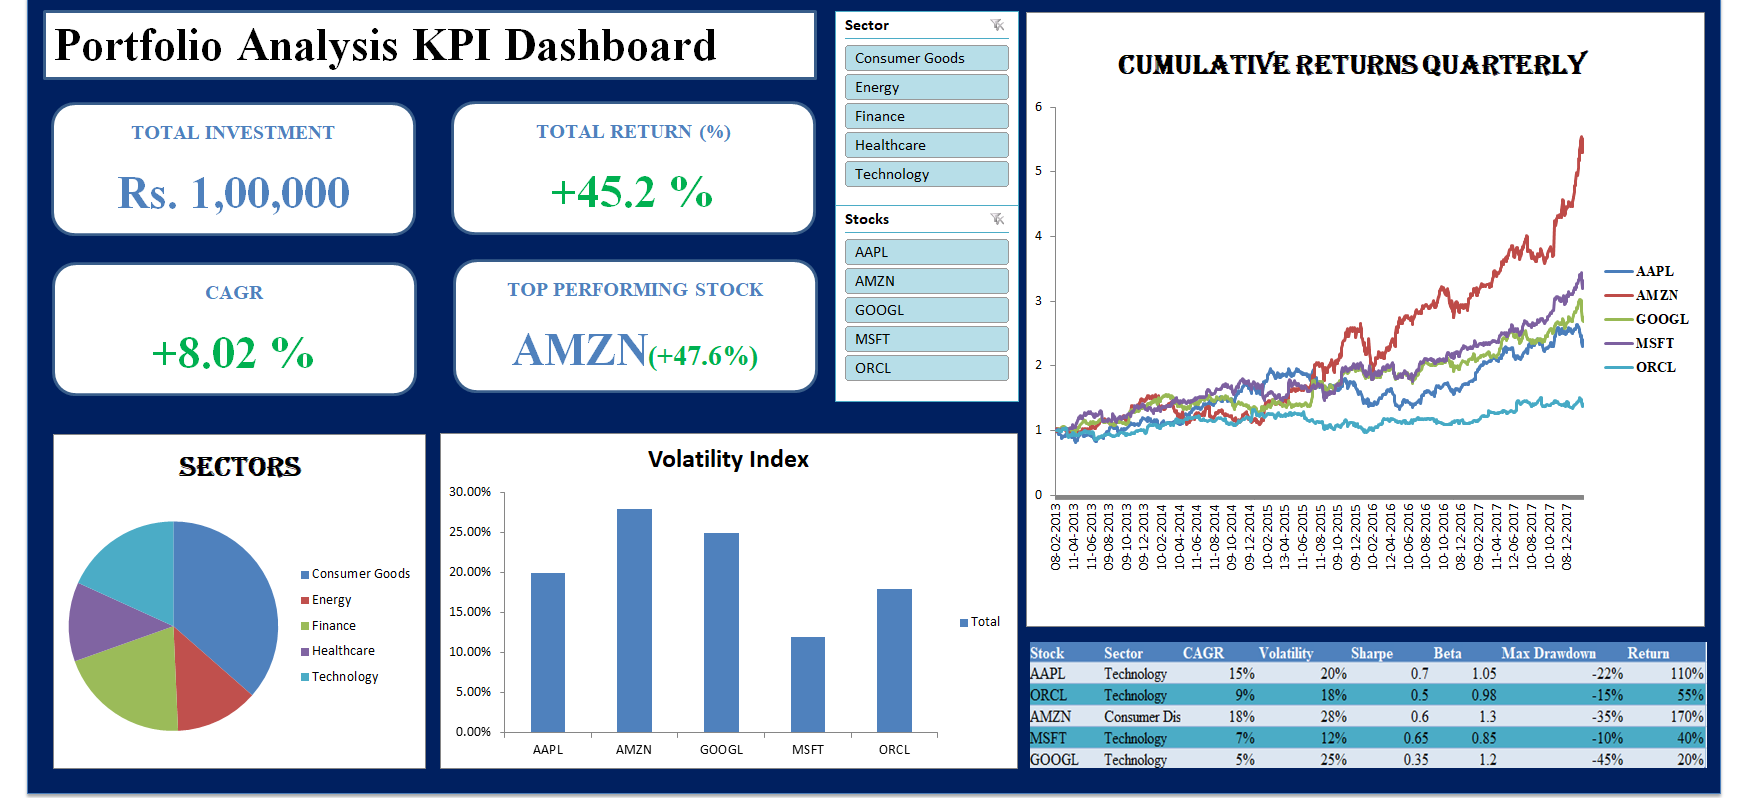 Portfolio Analysis KPI Dashboard
TOTAL INVESTMENT
Rs. 1,00,000
TOTAL RETURN (%)
+45.2 %
CAGR
+8.02 %
TOP PERFORMING STOCK
AMZN(+47.6%)
Sector
Consumer Goods
Energy
Finance
Healthcare
Technology
Stocks
AAPL
AMZN
GOOGL
MSFT
ORCL
CUMULATIVE RETURNS QUARTERLY
6
5
4
3
2
1
0
08-02-2013
11-04-2013
11-06-2013
09-08-2013
09-10-2013
09-12-2013
10-02-2014
10-04-2014
11-06-2014
11-08-2014
09-10-2014
09-12-2014
10-02-2015
13-04-2015
11-06-2015
11-08-2015
09-10-2015
09-12-2015
10-02-2016
12-04-2016
10-06-2016
10-08-2016
10-10-2016
08-12-2016
09-02-2017
11-04-2017
12-06-2017
10-08-2017
10-10-2017
08-12-2017
AAPL
AMZN
GOOGL
MSFT
ORCL
SECTORS
Consumer Goods
Energy
Finance
Healthcare
Technology
Volatility Index
30.00%
25.00%
20.00%
15.00%
10.00%
5.00%
0.00%
AAPL AMZN GOOGL MSFT ORCL
Total
Stock Sector CAGR Volatility Sharpe Beta Max Drawdown Return
AAPL Technology 15% 20% 0.7 1.05 -22% 110%
ORCL Technology 9% 18% 0.5 0.98 -15% 55%
AMZN Consumer Dis 18% 28% 0.6 1.3 -35% 170%
MSFT Technology 7% 12% 0.65 0.85 -10% 40%
GOOGL Technology 5% 25% 0.35 1.2 -45% 20%